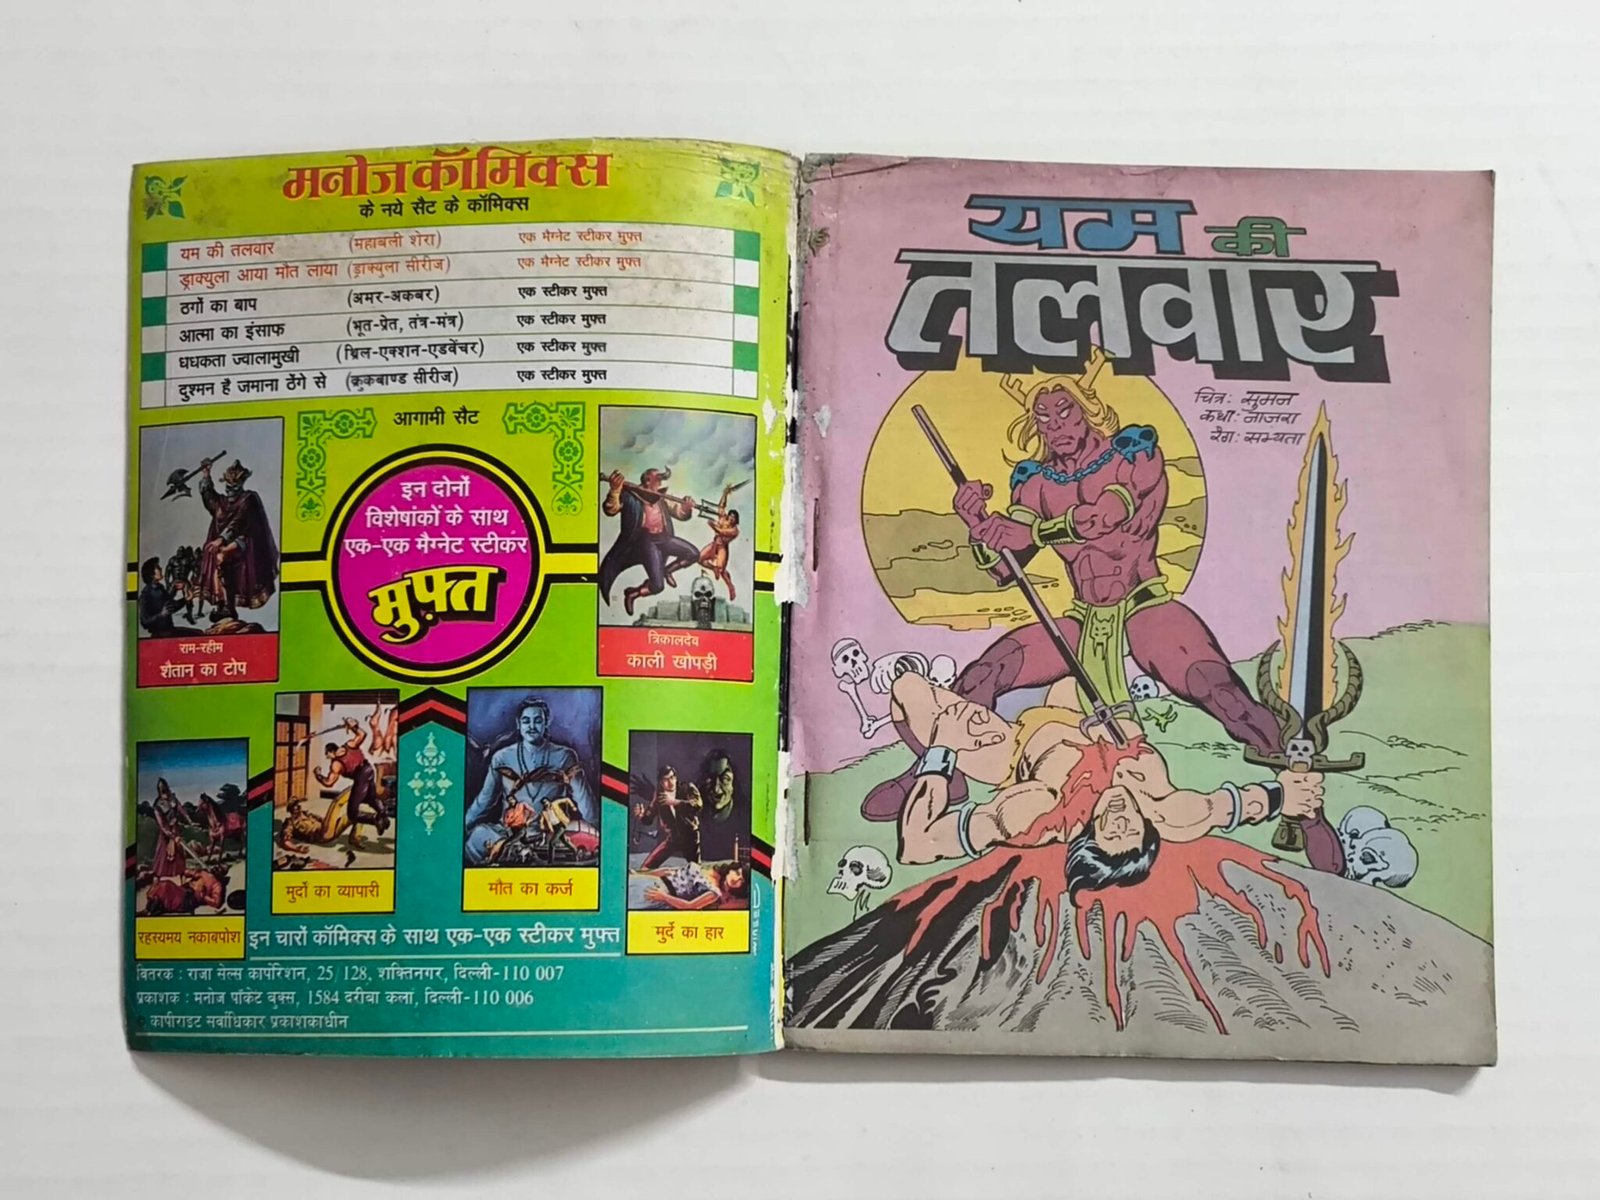 मनोज कॉमिक्स
के नये सैट के कॉमिक्स
यम की तलवार (महाबली शेरा) एक मैग्नेट स्टीकर मुफ्त
ड्राक्युला आया मौत लाया (ड्राक्युला सीरीज) एक मैग्नेट स्टीकर मुफ्त
ठगों का बाप (अमर-अकबर) एक स्टीकर मुफ्त
आत्मा का इंसाफ (भूत-प्रेत, तंत्र-मंत्र) एक स्टीकर मुफ्त
धधकता ज्वालामुखी (थ्रिल-एक्शन-एडवेंचर) एक स्टीकर मुफ्त
दुश्मन है जमाना ठेंगे से (क्रुकबाण्ड सीरीज) एक स्टीकर मुफ्त
आगामी सैट
इन दोनों
विशेषांकों के साथ
एक-एक मैग्नेट स्टीकर
मुफ़्त
राम-रहीम
शैतान का टोप
त्रिकालदेव
काली खोपड़ी
मुर्दों का व्यापारी
मौत का कर्ज
रहस्यमय नकाबपोश
मुर्दे का हार
इन चारों कॉमिक्स के साथ एक-एक स्टीकर मुफ्त
वितरक : राजा सेल्स कार्पोरेशन, 25/128, शक्तिनगर, दिल्ली-110 007
प्रकाशक : मनोज पॉकेट बुक्स, 1584 दरीबा कलां, दिल्ली-110 006
© कापीराइट सर्वाधिकार प्रकाशकाधीन
यम की
तलवार
चित्र: सुमन
कथा: नाजरा
रंग: सभ्यता